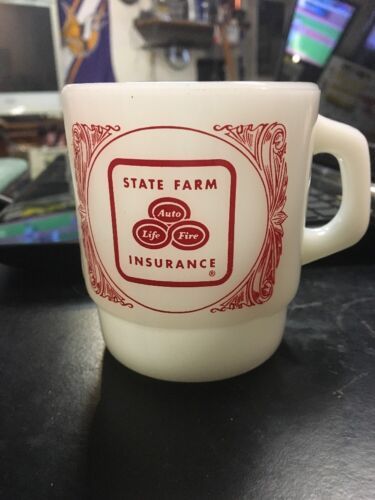 STATE FARM
Auto
Life Fire
INSURANCE
®